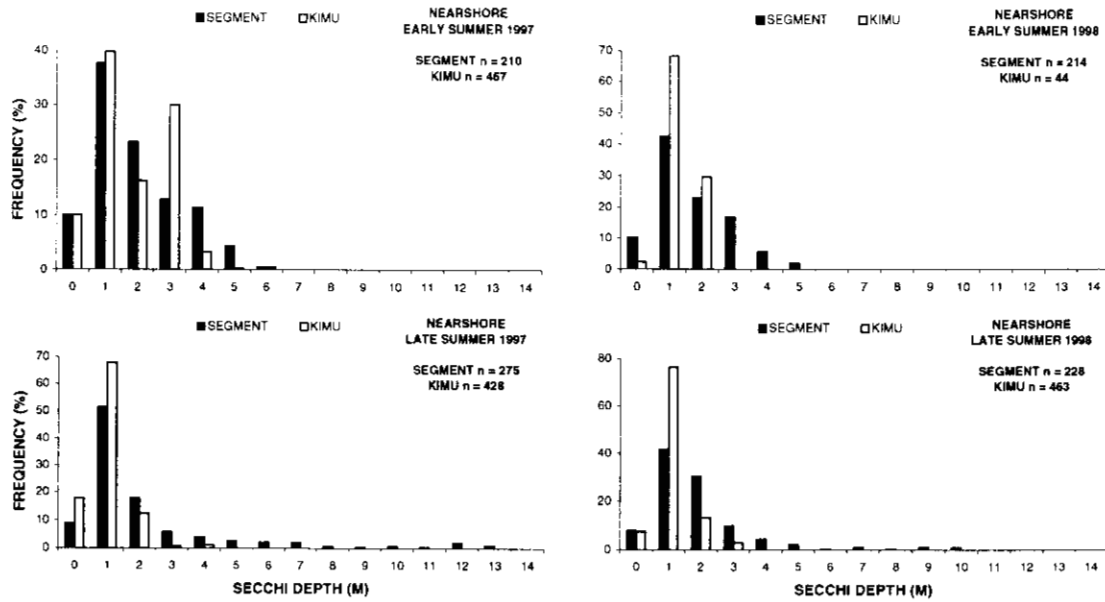 ■SEGMENT □KIMU
NEARSHORE
EARLY SUMMER 1997
SEGMENT n = 210
KIMU n = 467
FREQUENCY (%)
40
30
20
10
0
0 1 2 3 4 5 6 7 8 9 10 11 12 13 14
■SEGMENT □KIMU
NEARSHORE
EARLY SUMMER 1998
SEGMENT n = 214
KIMU n = 44
70
60
50
40
30
20
10
0
0 1 2 3 4 5 6 7 8 9 10 11 12 13 14
■SEGMENT □KIMU
NEARSHORE
LATE SUMMER 1997
SEGMENT n = 275
KIMU n = 428
FREQUENCY (%)
70
60
50
40
30
20
10
0
0 1 2 3 4 5 6 7 8 9 10 11 12 13 14
SECCHI DEPTH (M)
■SEGMENT □KIMU
NEARSHORE
LATE SUMMER 1998
SEGMENT n = 228
KIMU n = 463
80
60
40
20
0
0 1 2 3 4 5 6 7 8 9 10 11 12 13 14
SECCHI DEPTH (M)